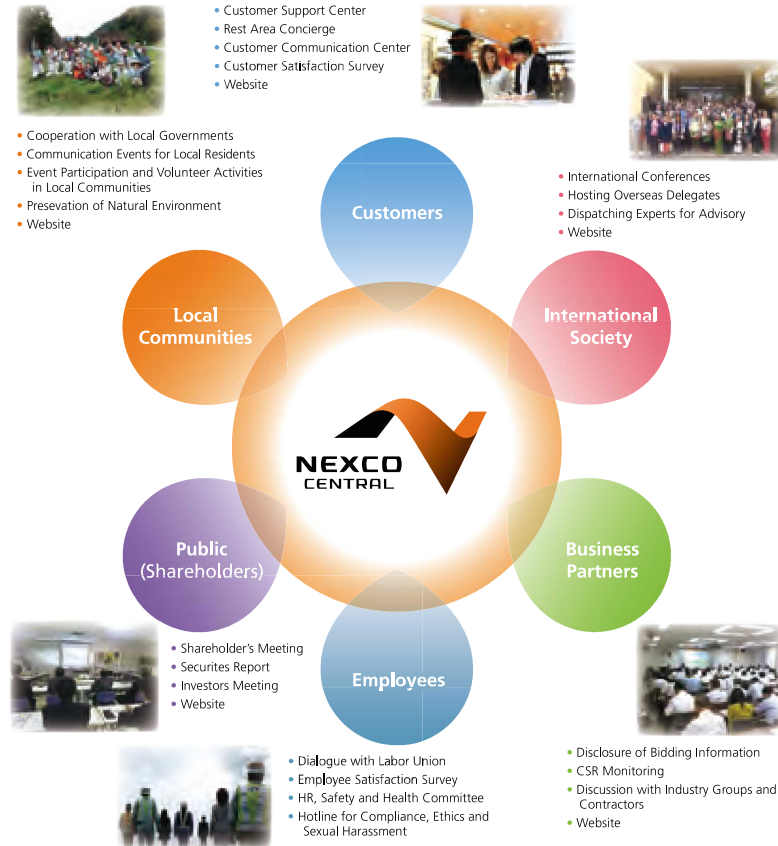 • Customer Support Center
• Rest Area Concierge
• Customer Communication Center
• Customer Satisfaction Survey
• Website
• Cooperation with Local Governments
• Communication Events for Local Residents
• Event Participation and Volunteer Activities
in Local Communities
• Presevation of Natural Environment
• Website
• International Conferences
• Hosting Overseas Delegates
• Dispatching Experts for Advisory
• Website
Customers
Local
Communities
International
Society
NEXCO
CENTRAL
Public
(Shareholders)
Business
Partners
Employees
• Shareholder's Meeting
• Securites Report
• Investors Meeting
• Website
• Dialogue with Labor Union
• Employee Satisfaction Survey
• HR, Safety and Health Committee
• Hotline for Compliance, Ethics and
Sexual Harassment
• Disclosure of Bidding Information
• CSR Monitoring
• Discussion with Industry Groups and
Contractors
• Website